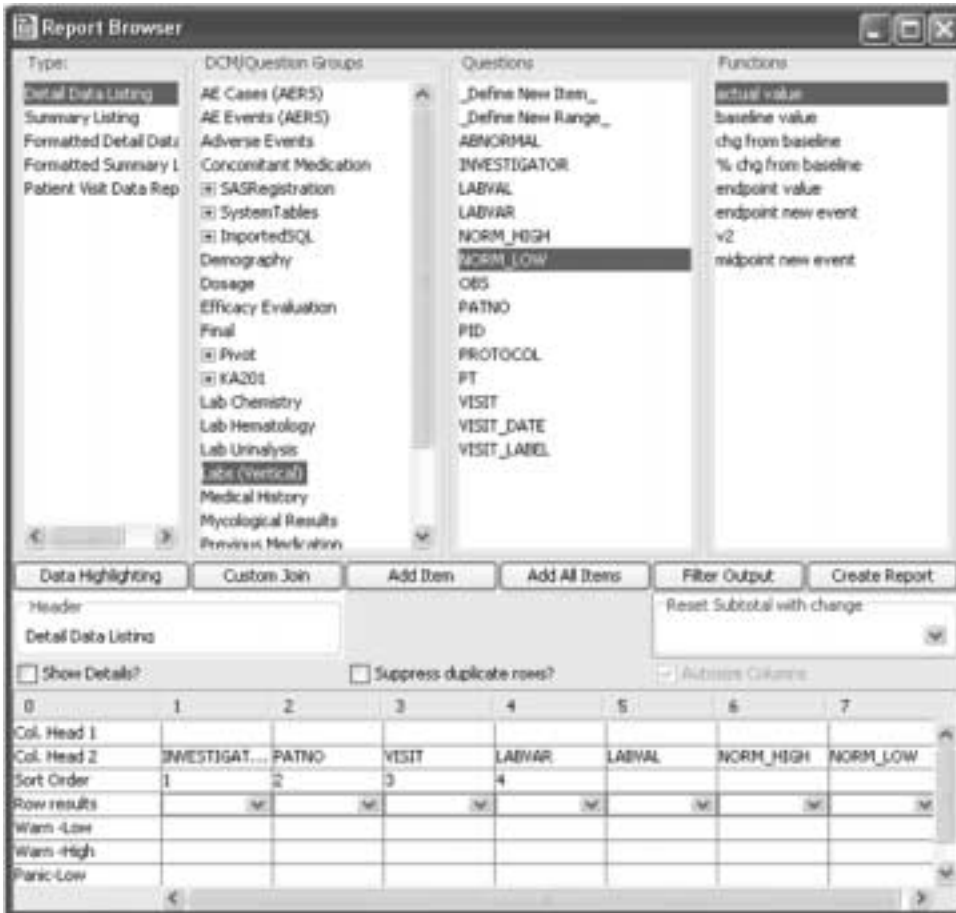 Report Browser
Type:
Detail Data Listing
Summary Listing
Formatted Detail Data
Formatted Summary L
Patient Visit Data Rep
DCM/Question Groups
AE Cases (AERS)
AE Events (AERS)
Adverse Events
Concomitant Medication
SASRegistration
SystemTables
ImportedSQL
Demography
Dosage
Efficacy Evaluation
Final
Pivot
KA201
Lab Chemistry
Lab Hematology
Lab Urinalysis
Labs (Vertical)
Medical History
Mycological Results
Previous Medication
Questions
_Define New Item_
_Define New Range_
ABNORMAL
INVESTIGATOR
LABVAL
LABVAR
NORM_HIGH
NORM_LOW
OBS
PATNO
PID
PROTOCOL
PT
VISIT
VISIT_DATE
VISIT_LABEL
Functions
actual value
baseline value
chg from baseline
% chg from baseline
endpoint value
endpoint new event
v2
midpoint new event
Data Highlighting Custom Join Add Item Add All Items Filter Output Create Report
Header
Detail Data Listing
Reset Subtotal with change
Show Details? Suppress duplicate rows? Autosize Columns
0 1 2 3 4 5 6 7
Col. Head 1
Col. Head 2 INVESTIGAT... PATNO VISIT LABVAR LABVAL NORM_HIGH NORM_LOW
Sort Order 1 2 3 4
Row results
Warn -Low
Warn -High
Panic-Low